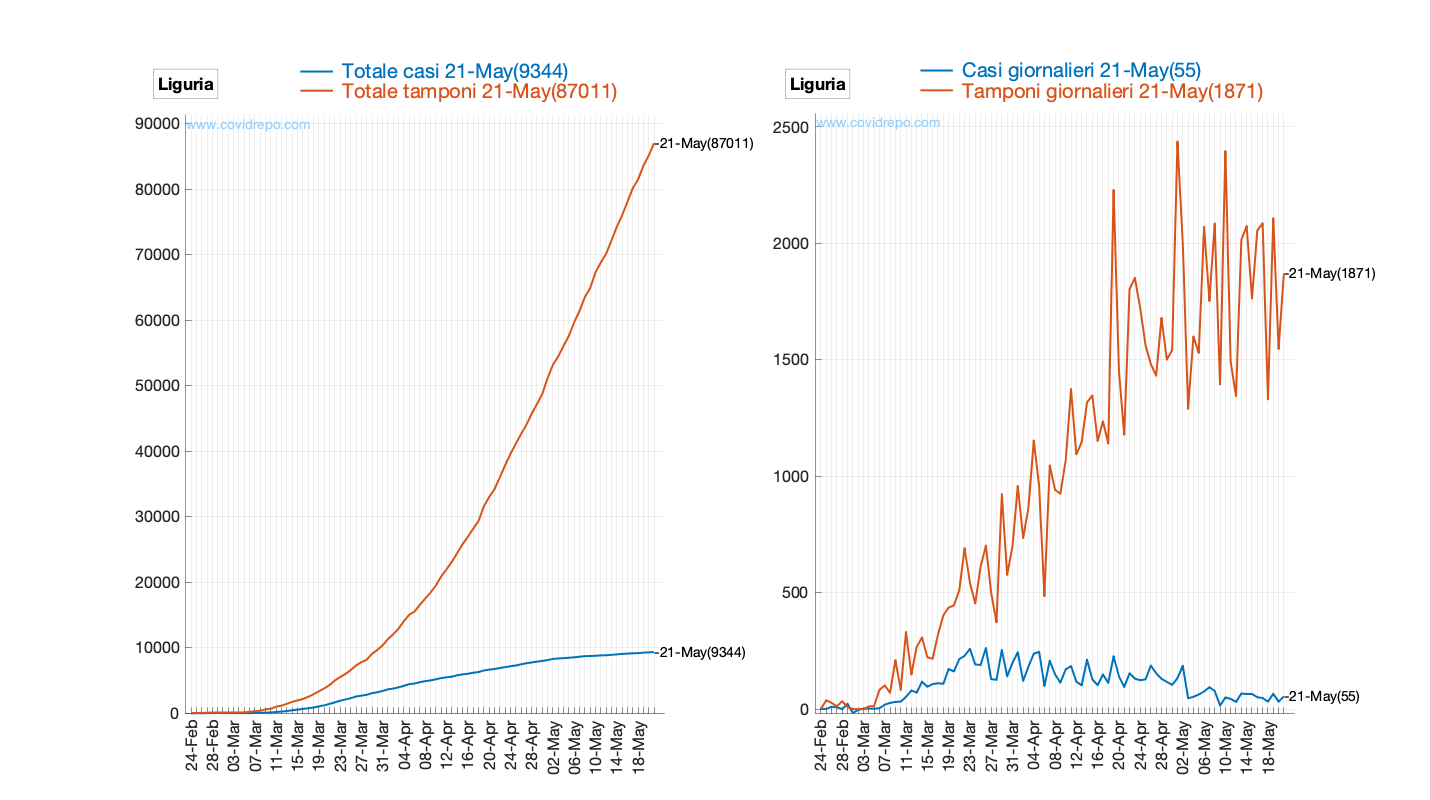 Liguria
Totale casi 21-May(9344)
Totale tamponi 21-May(87011)
www.covidrepo.com
90000
80000
70000
60000
50000
40000
30000
20000
10000
0
21-May(87011)
21-May(9344)
24-Feb
28-Feb
03-Mar
07-Mar
11-Mar
15-Mar
19-Mar
23-Mar
27-Mar
31-Mar
04-Apr
08-Apr
12-Apr
16-Apr
20-Apr
24-Apr
28-Apr
02-May
06-May
10-May
14-May
18-May
Liguria
Casi giornalieri 21-May(55)
Tamponi giornalieri 21-May(1871)
www.covidrepo.com
2500
2000
1500
1000
500
0
21-May(1871)
21-May(55)
24-Feb
28-Feb
03-Mar
07-Mar
11-Mar
15-Mar
19-Mar
23-Mar
27-Mar
31-Mar
04-Apr
08-Apr
12-Apr
16-Apr
20-Apr
24-Apr
28-Apr
02-May
06-May
10-May
14-May
18-May